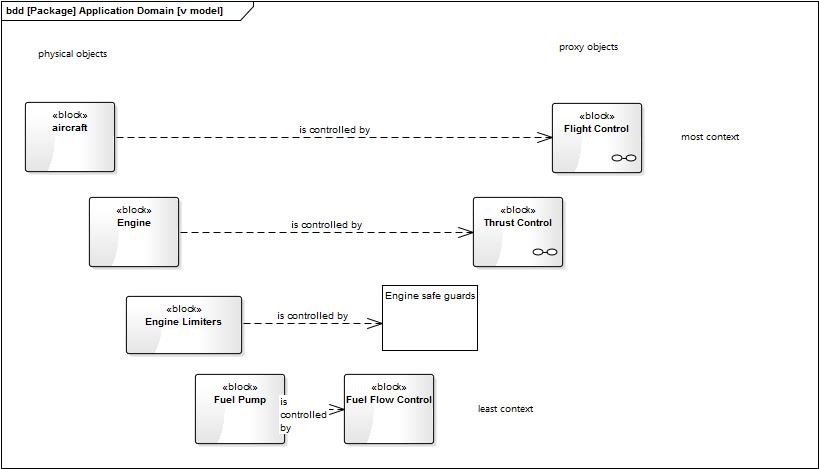 bdd [Package] Application Domain [v model]
physical objects
proxy objects
«block»
aircraft
is controlled by
«block»
Flight Control
most context
«block»
Engine
is controlled by
«block»
Thrust Control
«block»
Engine Limiters
is controlled by
Engine safe guards
«block»
Fuel Pump
is
controlled
by
«block»
Fuel Flow Control
least context